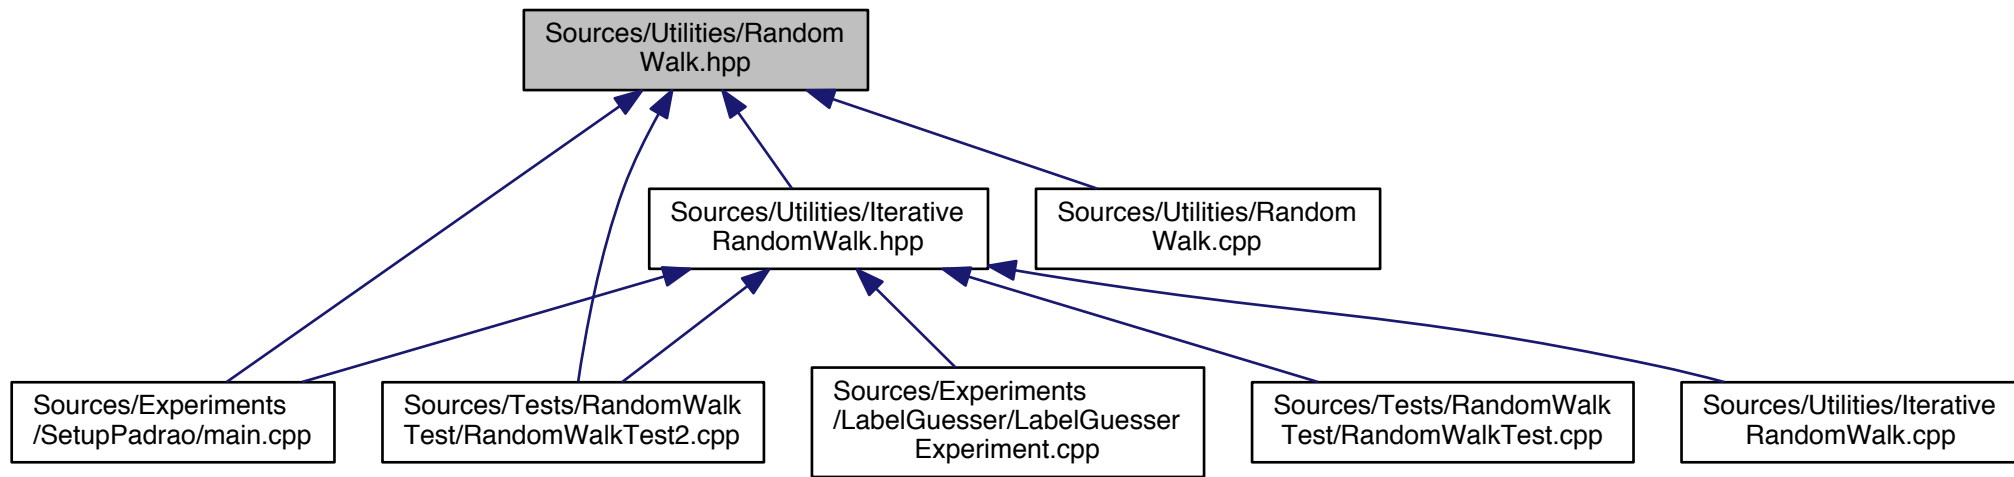 Sources/Utilities/Random
Walk.hpp
Sources/Utilities/Iterative
RandomWalk.hpp
Sources/Utilities/Random
Walk.cpp
Sources/Experiments
/SetupPadrao/main.cpp
Sources/Tests/RandomWalk
Test/RandomWalkTest2.cpp
Sources/Experiments
/LabelGuesser/LabelGuesser
Experiment.cpp
Sources/Tests/RandomWalk
Test/RandomWalkTest.cpp
Sources/Utilities/Iterative
RandomWalk.cpp